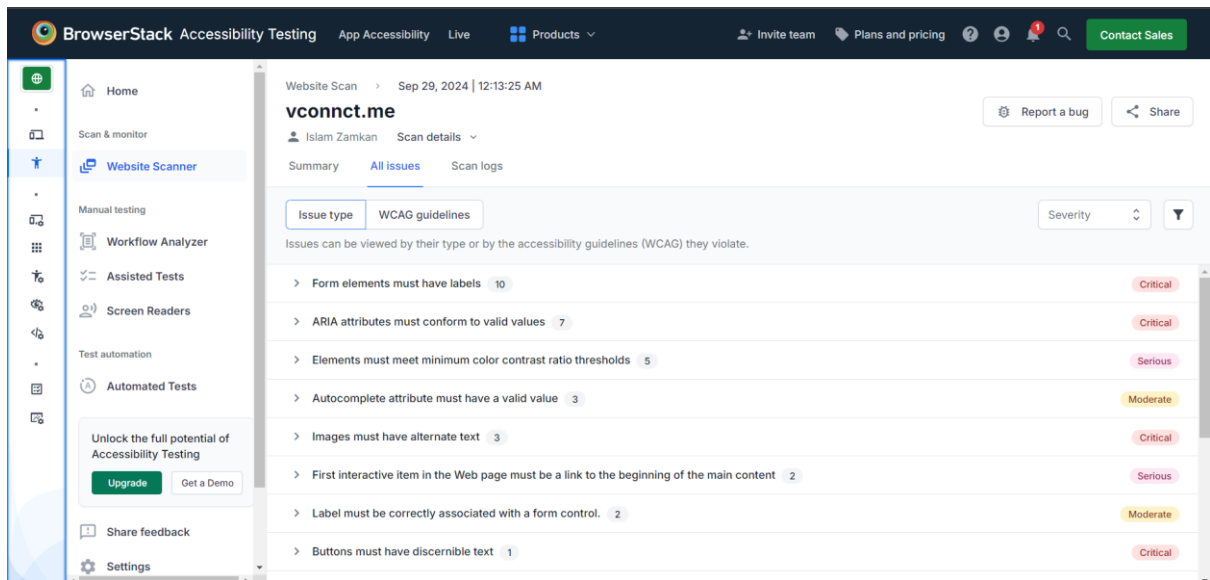 BrowserStack Accessibility Testing App Accessibility Live Products Invite team Plans and pricing 1 Contact Sales
Home
Scan & monitor
Website Scanner
Manual testing
Workflow Analyzer
Assisted Tests
Screen Readers
Test automation
Automated Tests
Unlock the full potential of
Accessibility Testing
Upgrade Get a Demo
Share feedback
Settings
Website Scan Sep 29, 2024 | 12:13:25 AM
vconnct.me
Report a bug Share
Islam Zamkan Scan details
Summary All issues Scan logs
Issue type WCAG guidelines Severity
Issues can be viewed by their type or by the accessibility guidelines (WCAG) they violate.
Form elements must have labels 10 Critical
ARIA attributes must conform to valid values 7 Critical
Elements must meet minimum color contrast ratio thresholds 5 Serious
Autocomplete attribute must have a valid value 3 Moderate
Images must have alternate text 3 Critical
First interactive item in the Web page must be a link to the beginning of the main content 2 Serious
Label must be correctly associated with a form control. 2 Moderate
Buttons must have discernible text 1 Critical